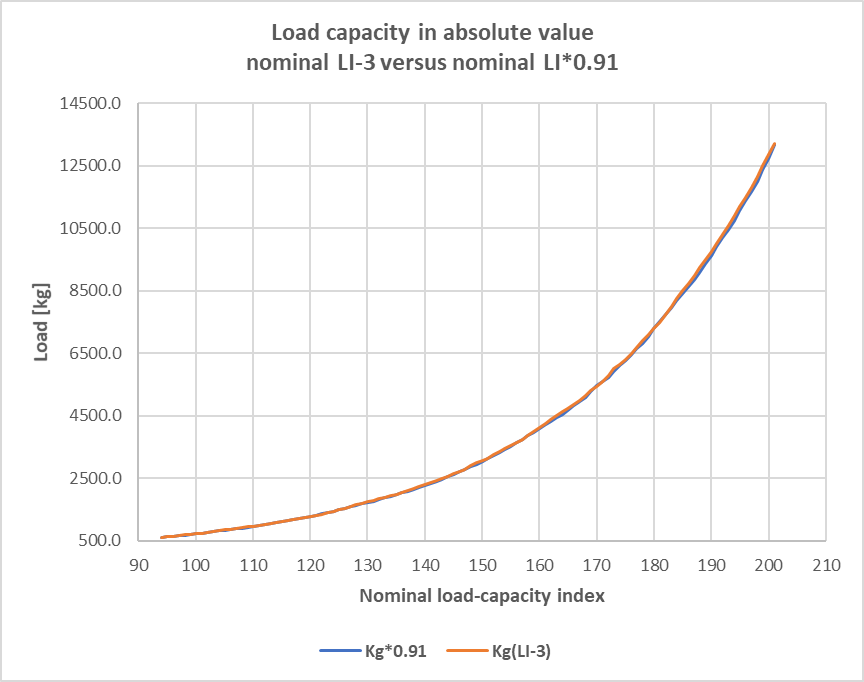 Load capacity in absolute value
nominal LI-3 versus nominal LI*0.91
14500.0
12500.0
10500.0
8500.0
6500.0
4500.0
2500.0
500.0
Load [kg]
90 100 110 120 130 140 150 160 170 180 190 200 210
Nominal load-capacity index
Kg*0.91 Kg(LI-3)